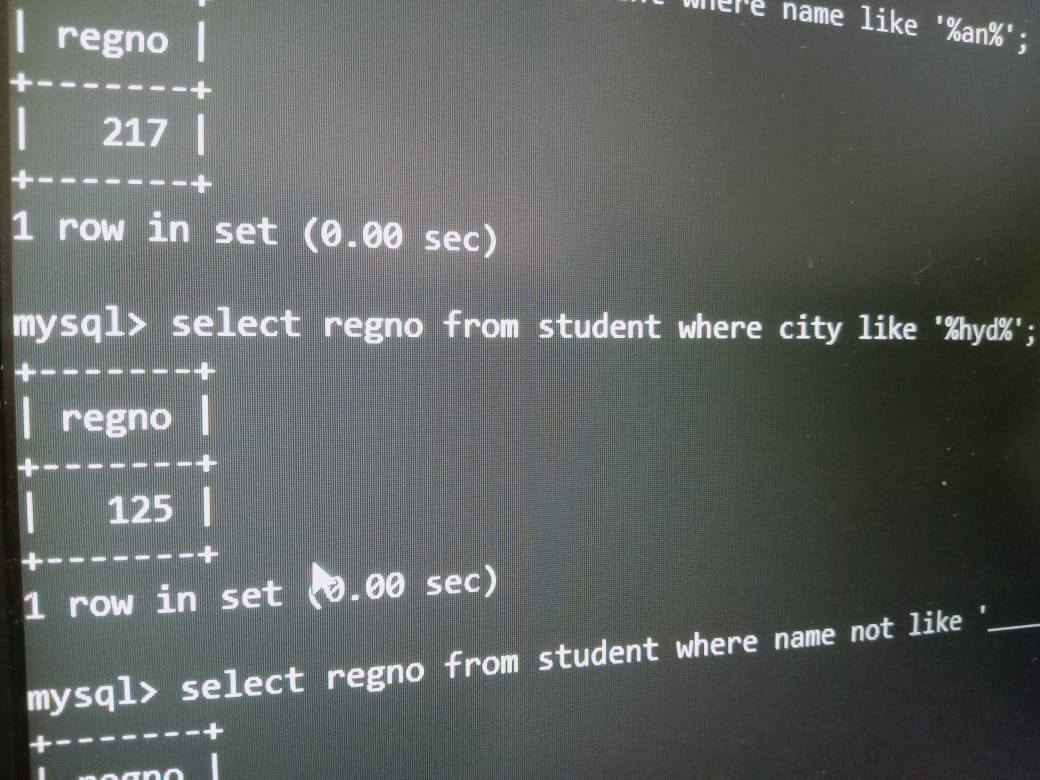 where name like '%an%';
| regno |
+-------+
| 217 |
+-------+
1 row in set (0.00 sec)
mysql> select regno from student where city like '%hyd%';
+-------+
| regno |
+-------+
| 125 |
+-------+
1 row in set (0.00 sec)
mysql> select regno from student where name not like '
+-------+
| regno |